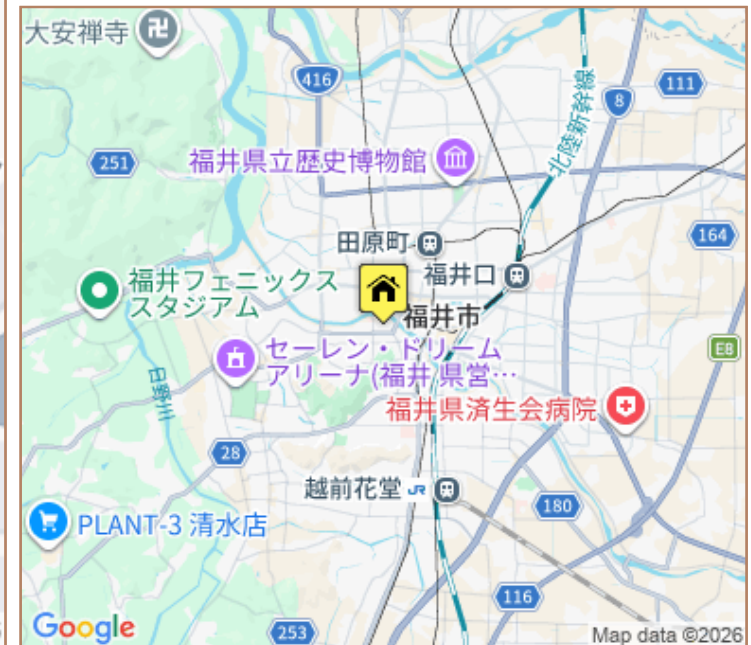 大安禅寺
416
111
8
北陸新幹線
251
福井県立歴史博物館
164
田原町
福井口
福井フェニックス
スタジアム
福井市
セーレン・ドリーム
アリーナ(福井 県営…
E8
日野川
福井県済生会病院
28
越前花堂 JR
180
PLANT-3 清水店
116
Google
253
Map data ©2026